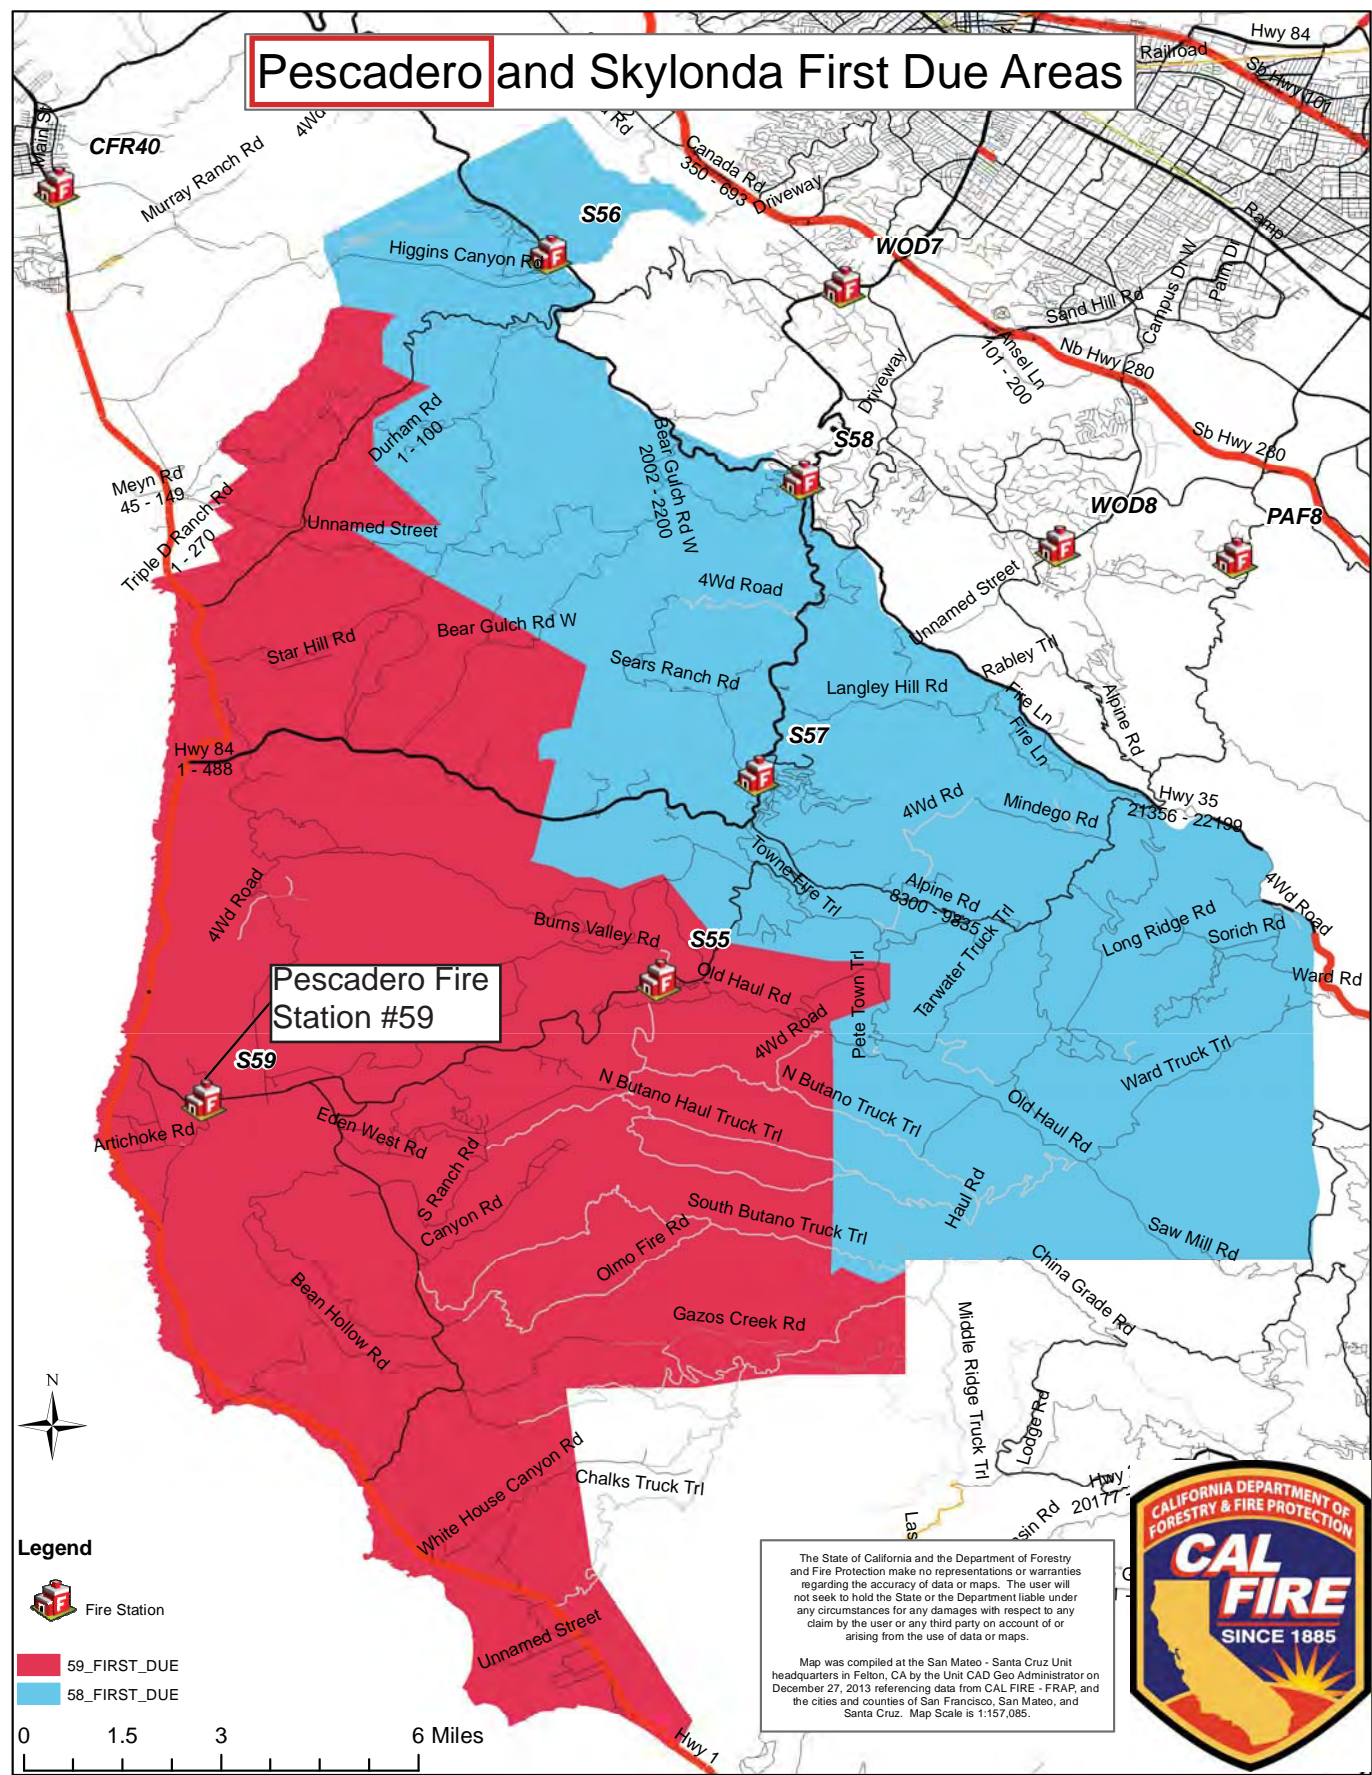 Pescadero and Skylonda First Due Areas
Hwy 84
Railroad
Sb Hwy 101
Main St
CFR40
Murray Ranch Rd
4Wd
Rd
Canada Rd
350 - 693
Driveway
S56
Higgins Canyon Rd
WOD7
Ramp
Palm Dr
Campus Dr W
Sand Hill Rd
Ansel Ln
101 - 200
Nb Hwy 280
Driveway
Sb Hwy 280
Durham Rd
1 - 100
Bear Gulch Rd W
2002 - 2200
S58
Meyn Rd
45 - 149
Triple D Ranch Rd
1 - 270
Unnamed Street
WOD8
PAF8
4Wd Road
Unnamed Street
Star Hill Rd
Bear Gulch Rd W
Sears Ranch Rd
Langley Hill Rd
Rabley Trl
Fire Ln
Fire Ln
Alpine Rd
Hwy 84
1 - 488
S57
4Wd Rd
Mindego Rd
Hwy 35
21356 - 22199
Towne Fire Trl
Alpine Rd
8300 - 9835
4Wd Road
4Wd Road
Burns Valley Rd
S55
Old Haul Rd
Tarwater Truck Trl
Long Ridge Rd
Sorich Rd
Ward Rd
Pescadero Fire
Station #59
S59
4Wd Road
Pete Town Trl
Ward Truck Trl
Artichoke Rd
Eden West Rd
N Butano Haul Truck Trl
N Butano Truck Trl
Old Haul Rd
S Ranch Rd
Canyon Rd
Haul Rd
South Butano Truck Trl
Olmo Fire Rd
Saw Mill Rd
China Grade Rd
Bean Hollow Rd
Gazos Creek Rd
Middle Ridge Truck Trl
Lodge Rd
N
White House Canyon Rd
Chalks Truck Trl
Hwy
20177 -
Las
sin Rd
Unnamed Street
Hwy 1
Legend
Fire Station
59_FIRST_DUE
58_FIRST_DUE
0 1.5 3 6 Miles
The State of California and the Department of Forestry
and Fire Protection make no representations or warranties
regarding the accuracy of data or maps. The user will
not seek to hold the State or the Department liable under
any circumstances for any damages with respect to any
claim by the user or any third party on account of or
arising from the use of data or maps.
Map was compiled at the San Mateo - Santa Cruz Unit
headquarters in Felton, CA by the Unit CAD Geo Administrator on
December 27, 2013 referencing data from CAL FIRE - FRAP, and
the cities and counties of San Francisco, San Mateo, and
Santa Cruz. Map Scale is 1:157,085.
CALIFORNIA DEPARTMENT OF
FORESTRY & FIRE PROTECTION
CAL
FIRE
SINCE 1885